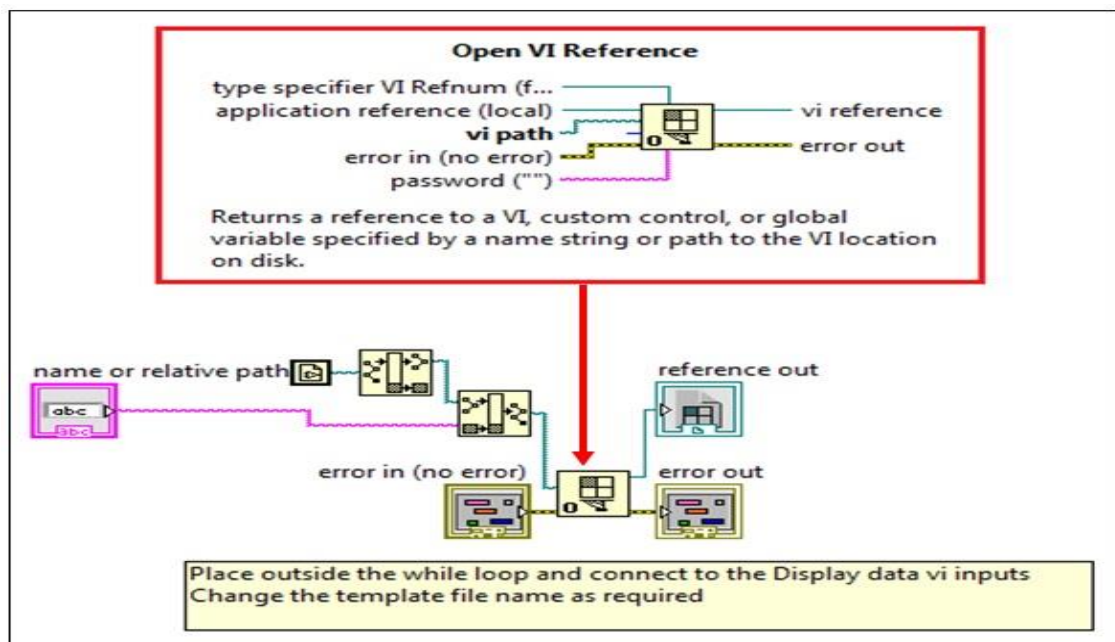 Open VI Reference
type specifier VI Refnum (f...
application reference (local)
vi path
error in (no error)
password ("")
vi reference
error out
Returns a reference to a VI, custom control, or global
variable specified by a name string or path to the VI location
on disk.
name or relative path
abc
abc
reference out
error in (no error)
error out
Place outside the while loop and connect to the Display data vi inputs
Change the template file name as required